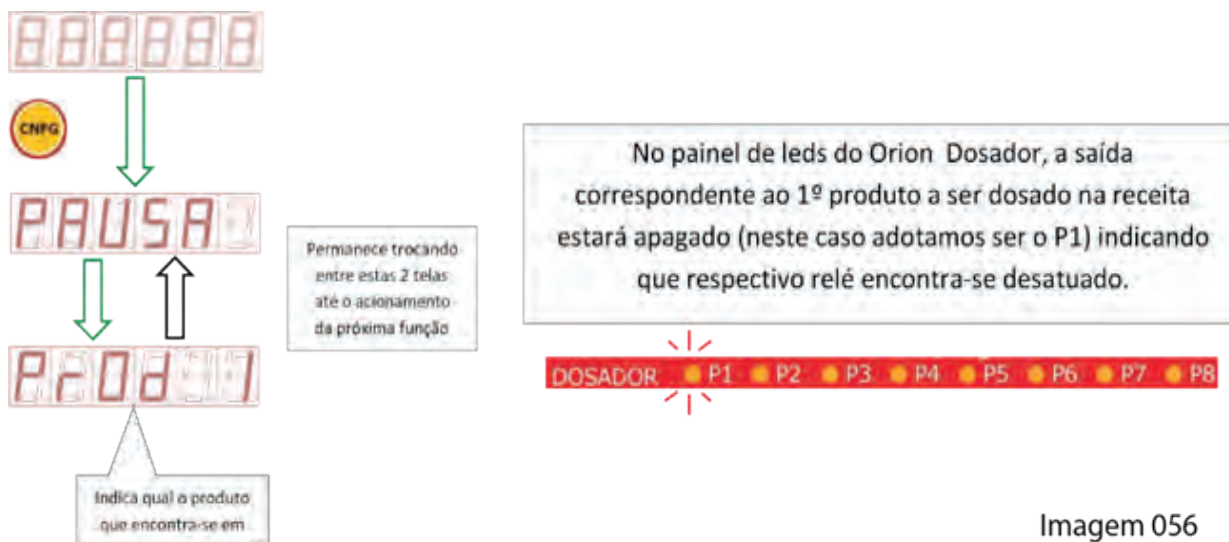 888888
CNFG
PAUSA
Permanece trocando
entre estas 2 telas
até o acionamento
da próxima função
PrOd 1
Indica qual o produto
que encontra-se em
No painel de leds do Orion Dosador, a saída
correspondente ao 1º produto a ser dosado na receita
estará apagado (neste caso adotamos ser o P1) indicando
que respectivo relé encontra-se desatuado.
DOSADOR P1 P2 P3 P4 P5 P6 P7 P8
Imagem 056